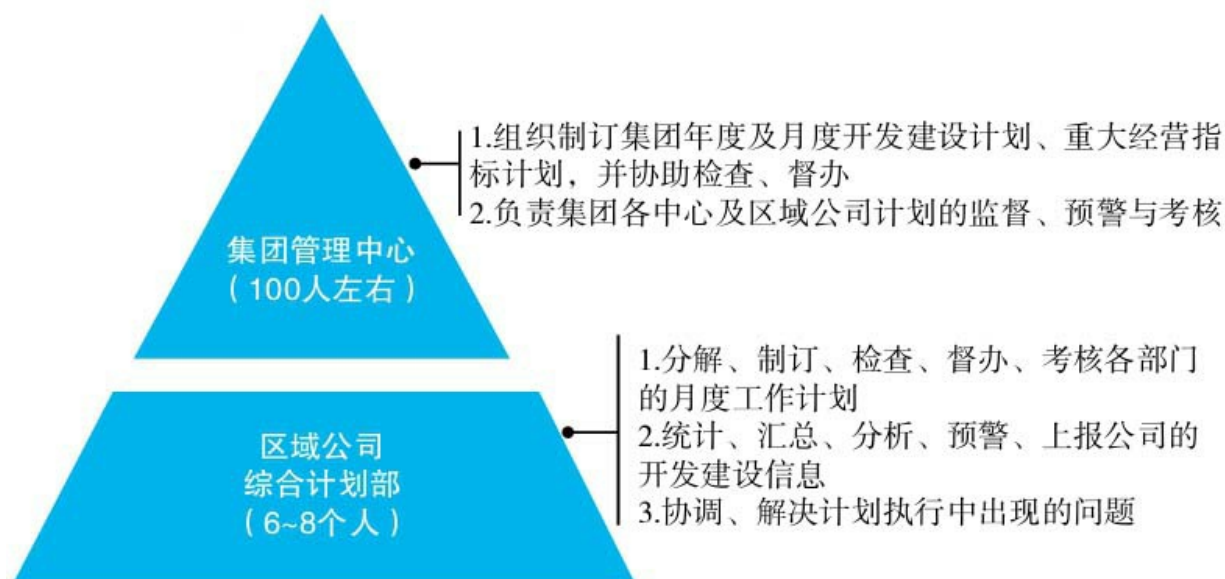 1.组织制订集团年度及月度开发建设计划、重大经营指
标计划，并协助检查、督办
2.负责集团各中心及区域公司计划的监督、预警与考核
集团管理中心
（100人左右）
1.分解、制订、检查、督办、考核各部门
的月度工作计划
2.统计、汇总、分析、预警、上报公司的
开发建设信息
3.协调、解决计划执行中出现的问题
区域公司
综合计划部
（6~8个人）